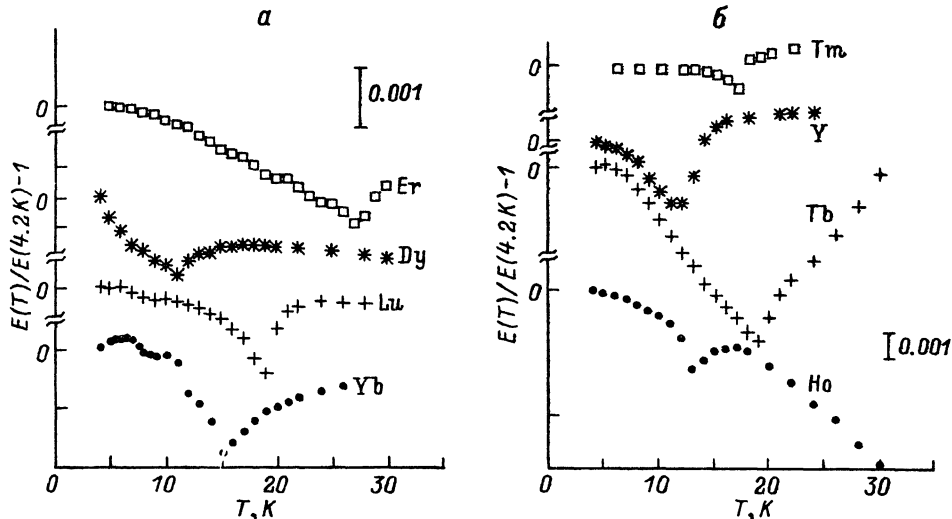 а
0.001
0
Er
0
Dy
0
Lu
0
Yb
E(T)/E(4.2K)-1
0 10 20 30
T, K
б
0
Tm
0
Y
0
Tb
0
0.001
Ho
E(T)/E(4.2K)-1
0 10 20 30
T, K